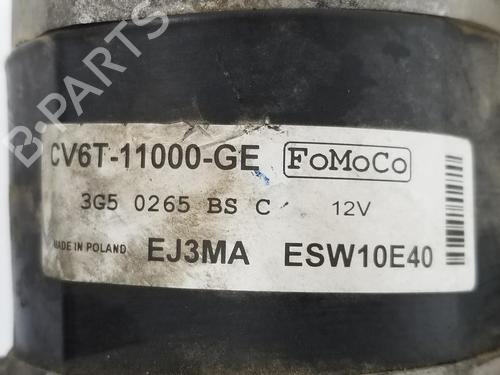 B-PARTS
CV6T-11000-GE FoMoCo
3G5 0265 BS C 12V
MADE IN POLAND EJ3MA ESW10E40